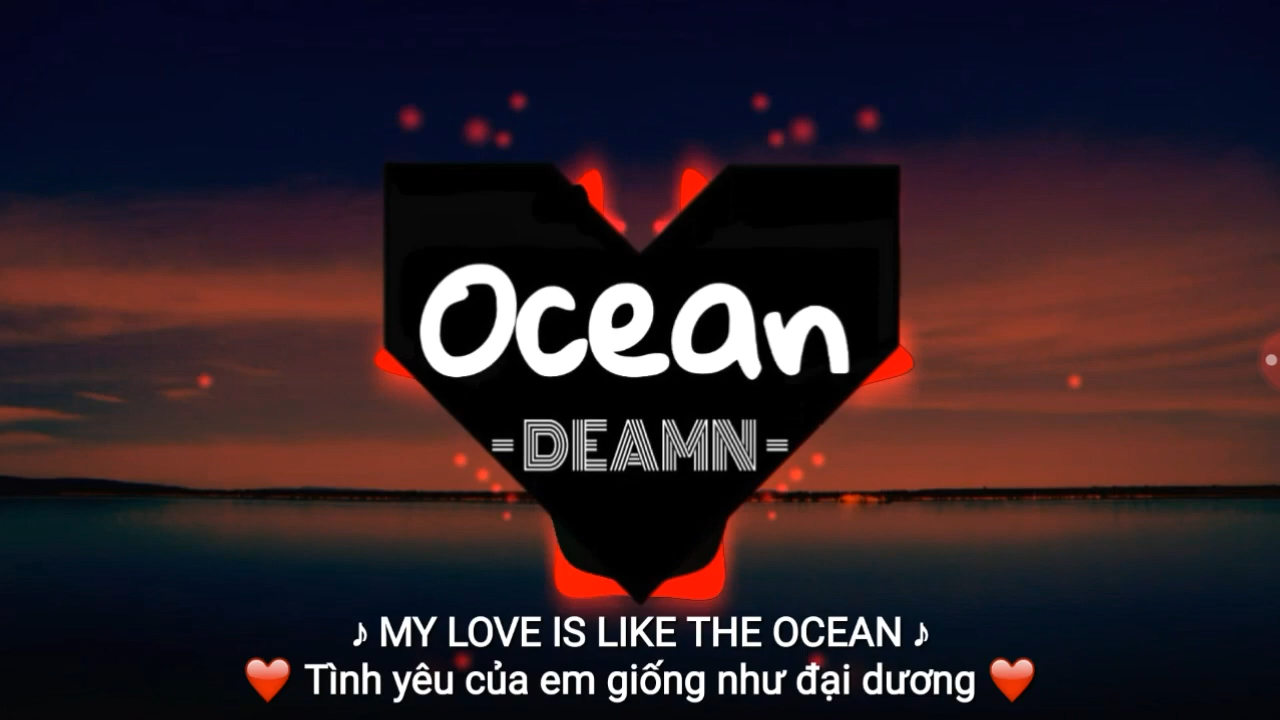 Ocean
-DEAMN-
♪ MY LOVE IS LIKE THE OCEAN ♪
❤️ Tình yêu của em giống như đại dương ❤️